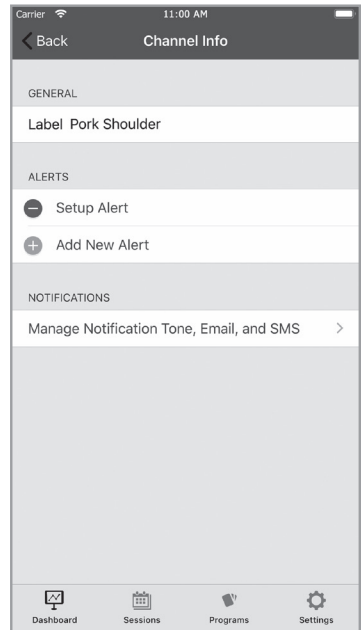 Carrier 11:00 AM
Back Channel Info
GENERAL
Label Pork Shoulder
ALERTS
Setup Alert
Add New Alert
NOTIFICATIONS
Manage Notification Tone, Email, and SMS
Dashboard Sessions Programs Settings